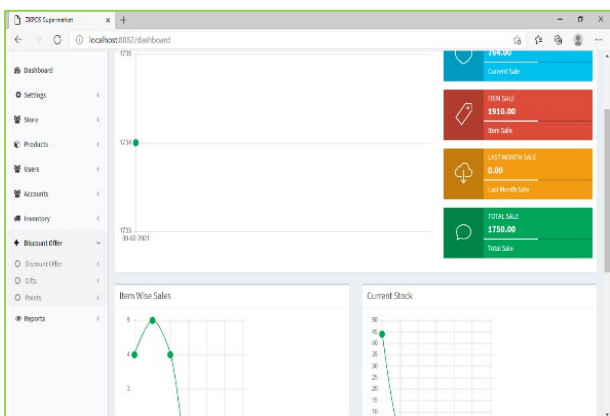 ZKPOS Supermarket
localhost:8082/dashboard
Dashboard
Settings
Store
Products
Users
Accounts
Inventory
Discount Offer
Discount Offer
Gifts
Points
Reports
1735
1734
1733
09-02-2021
764.00
Current Sale
ITEM SALE
1910.00
Item Sale
LAST MONTH SALE
0.00
Last Month Sale
TOTAL SALE
1750.00
Total Sale
Item Wise Sales
5
4
3
Current Stock
50
45
40
35
30
25
20
15
10